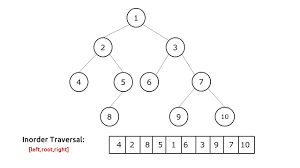 1
2 3
4 5 6 7
8 9 10
Inorder Traversal:
[left,root,right]
4 2 8 5 1 6 3 9 7 10